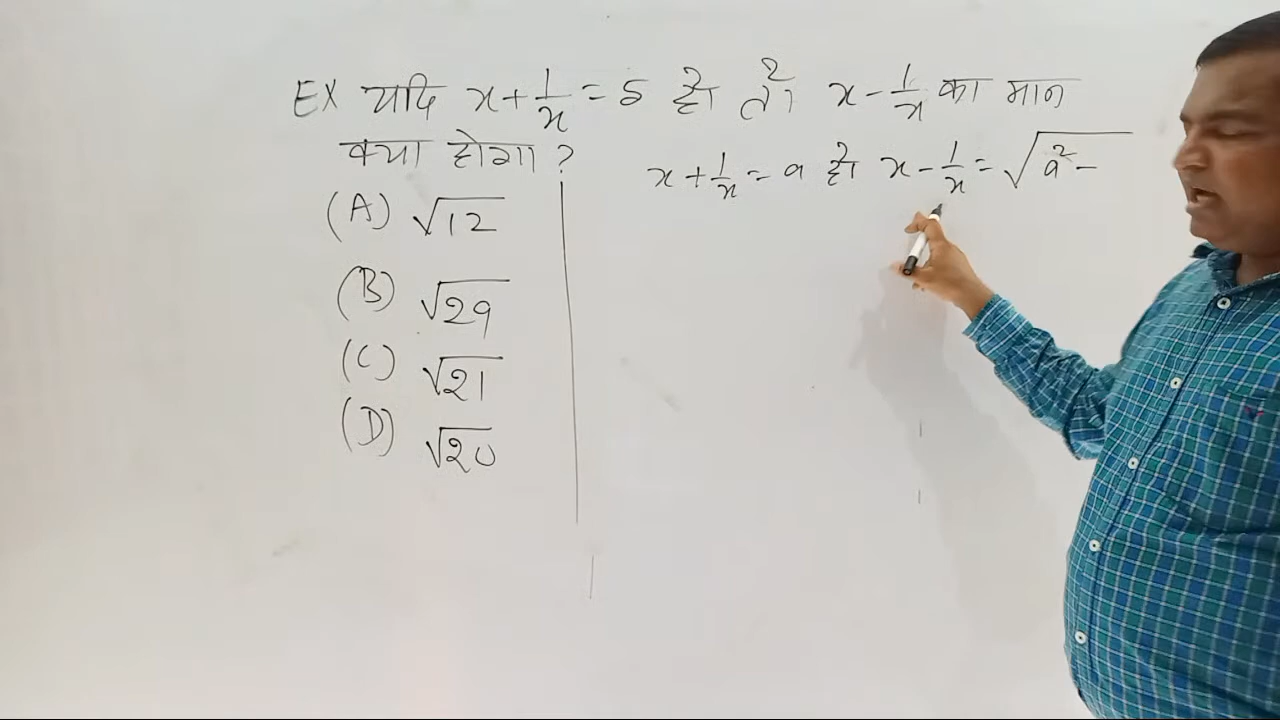 EX यदि x + 1/x = 5 हो तो x - 1/x का मान
क्या होगा ?
(A) √12
(B) √29
(C) √21
(D) √20
x + 1/x = a हो x - 1/x = √a² -